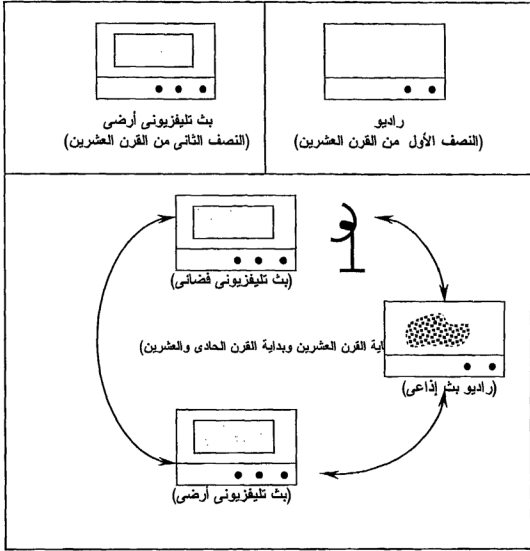 راديو
(النصف الأول من القرن العشرين)
بث تليفزيونى أرضى
(النصف الثانى من القرن العشرين)
(بث تليفزيونى فضائى)
القرن العشرين وبداية القرن الحادى والعشرين)
(راديو بث إذاعى)
(بث تليفزيونى أرضى)